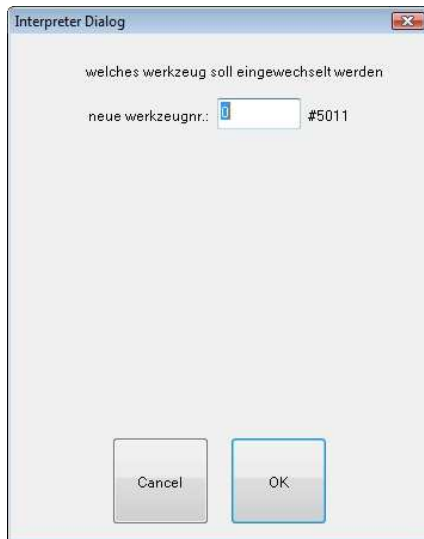 Interpreter Dialog
welches werkzeug soll eingewechselt werden
neue werkzeugnr.: 0 #5011
Cancel OK